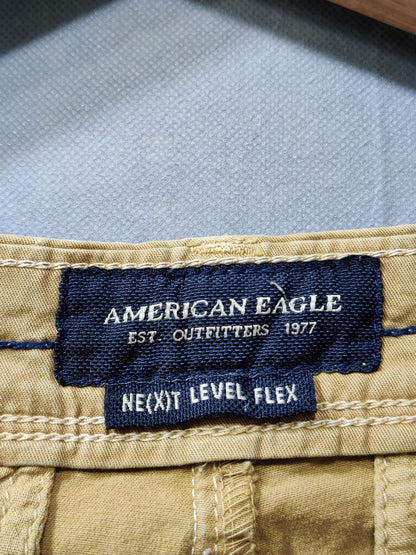 AMERICAN EAGLE
EST OUTFITTERS 1977
NE(X)T LEVEL FLEX